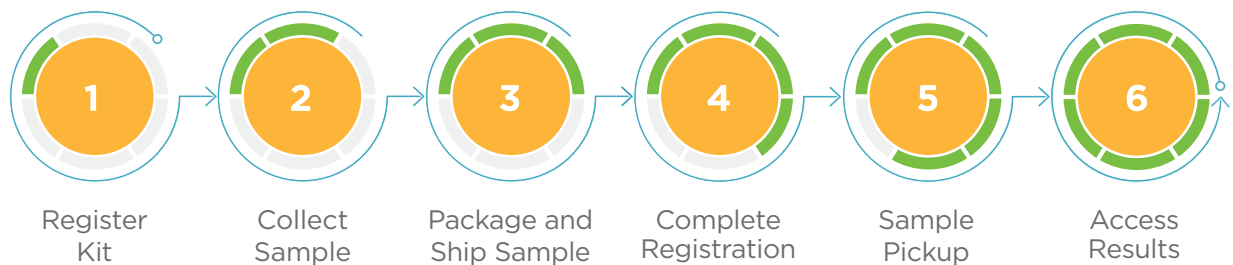 1
2
3
4
5
6
Register
Kit
Collect
Sample
Package and
Ship Sample
Complete
Registration
Sample
Pickup
Access
Results